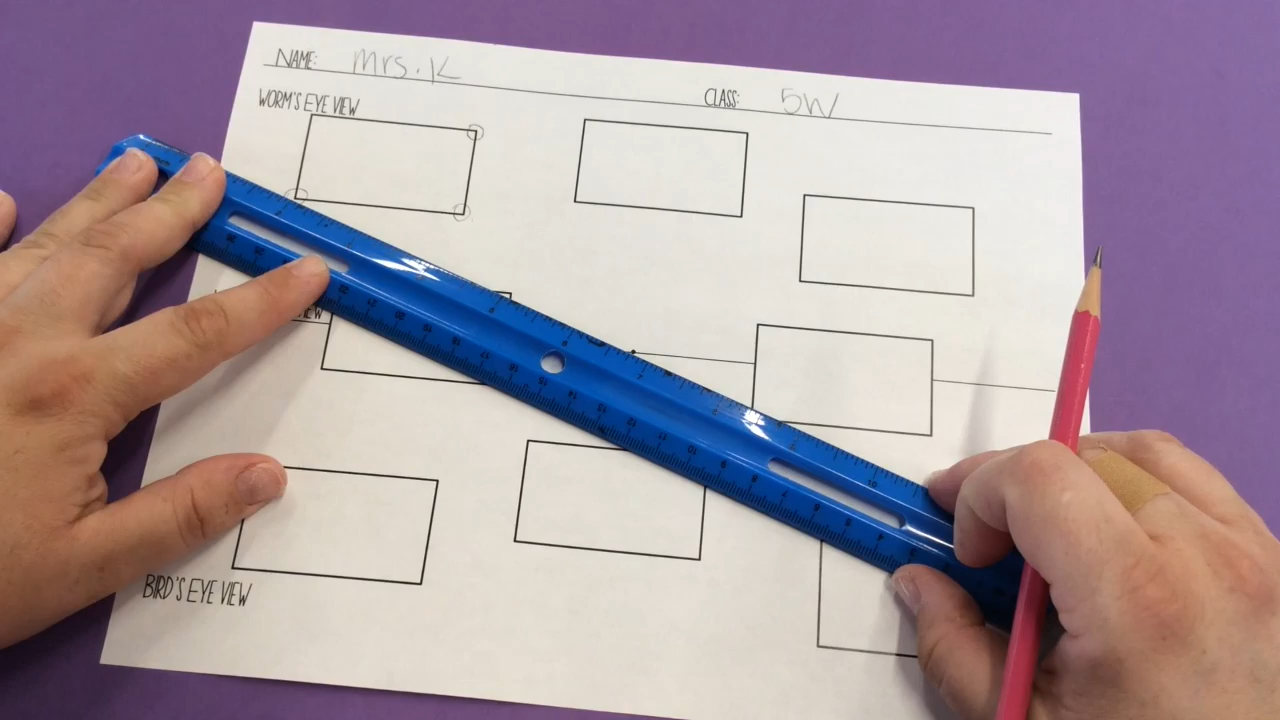 NAME: Mrs. K
CLASS: 5W
WORM'S EYE VIEW
BIRD'S EYE VIEW